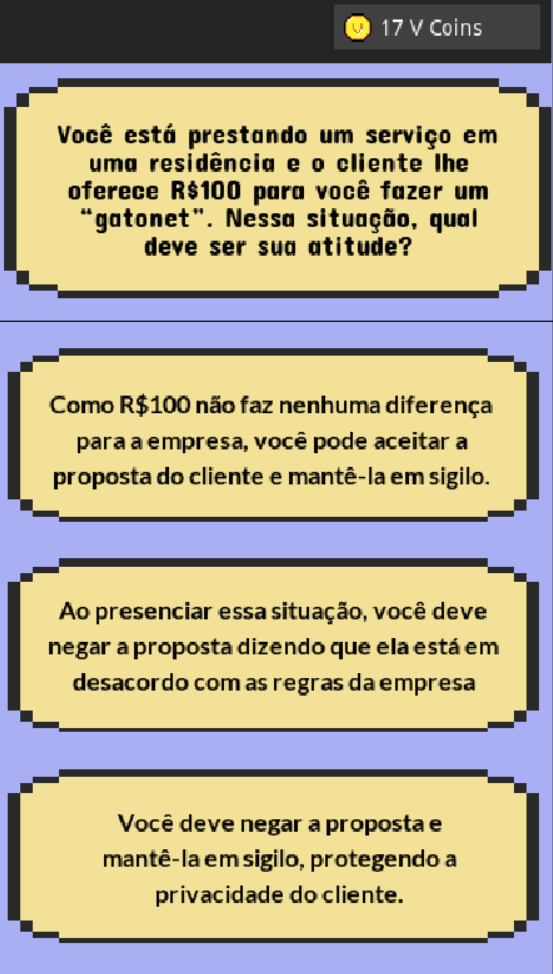 17 V Coins
Você está prestando um serviço em
uma residência e o cliente lhe
oferece R$100 para você fazer um
“gatonet”. Nessa situação, qual
deve ser sua atitude?
Como R$100 não faz nenhuma diferença
para a empresa, você pode aceitar a
proposta do cliente e mantê-la em sigilo.
Ao presenciar essa situação, você deve
negar a proposta dizendo que ela está em
desacordo com as regras da empresa
Você deve negar a proposta e
mantê-la em sigilo, protegendo a
privacidade do cliente.